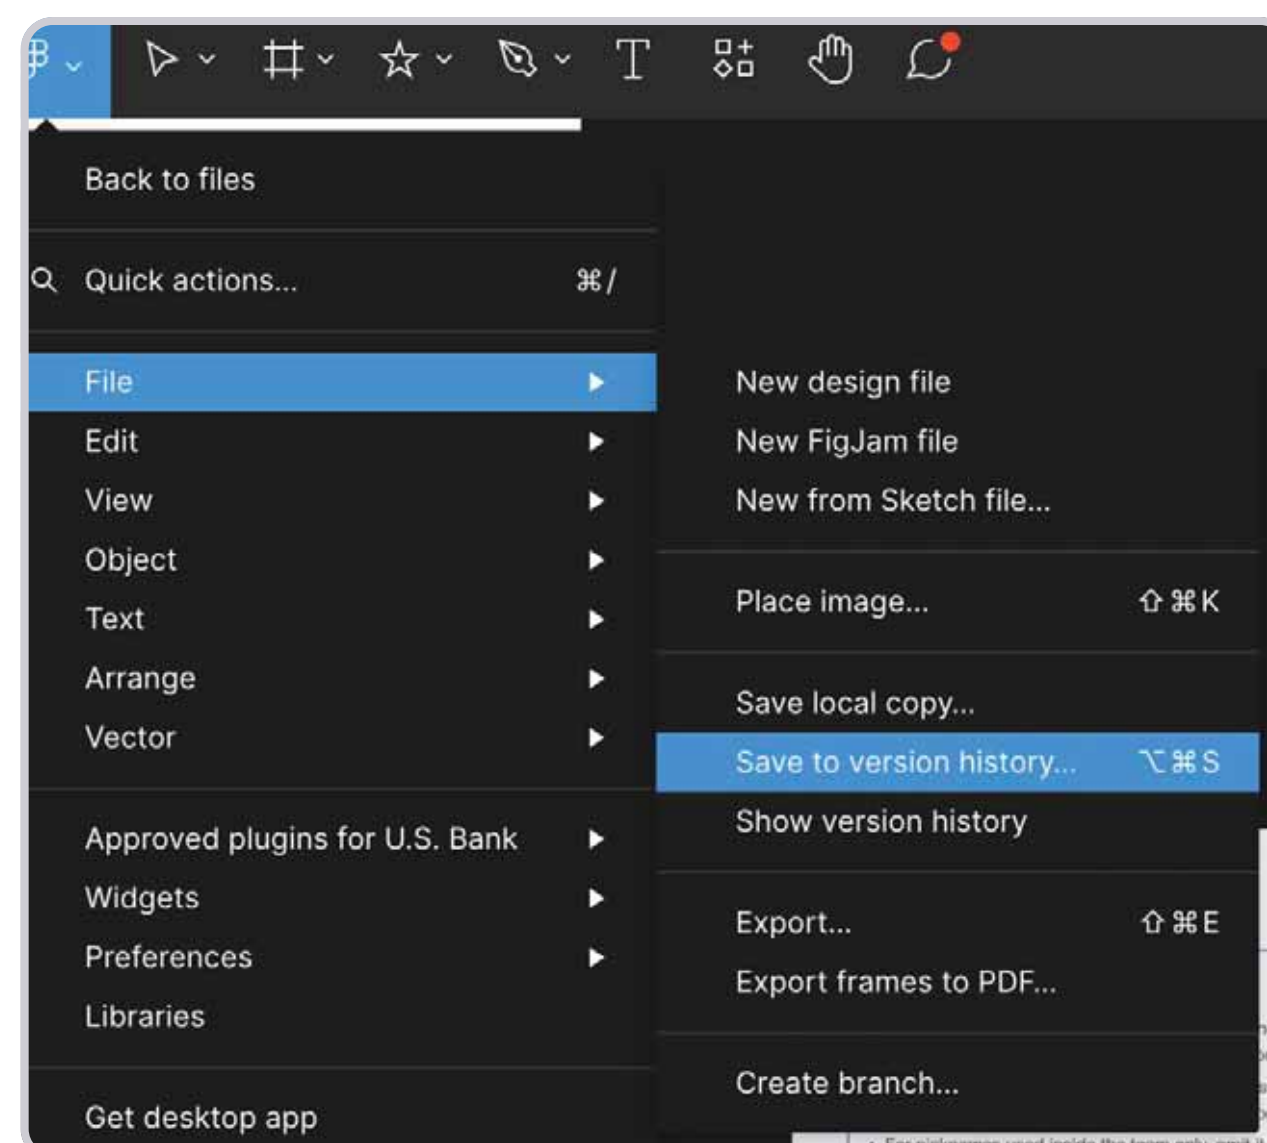 Back to files
Quick actions... ⌘/
File
Edit
View
Object
Text
Arrange
Vector
Approved plugins for U.S. Bank
Widgets
Preferences
Libraries
Get desktop app
New design file
New FigJam file
New from Sketch file...
Place image... ⇧⌘K
Save local copy...
Save to version history... ⌥⌘S
Show version history
Export... ⇧⌘E
Export frames to PDF...
Create branch...